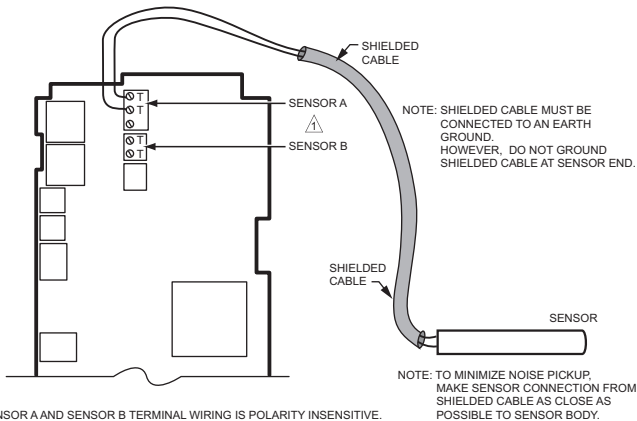 SHIELDED
CABLE
T
T
SENSOR A
1
T
T
SENSOR B
NOTE: SHIELDED CABLE MUST BE
CONNECTED TO AN EARTH
GROUND.
HOWEVER, DO NOT GROUND
SHIELDED CABLE AT SENSOR END.
SHIELDED
CABLE
SENSOR
NOTE: TO MINIMIZE NOISE PICKUP,
MAKE SENSOR CONNECTION FROM
SHIELDED CABLE AS CLOSE AS
POSSIBLE TO SENSOR BODY.
NSOR A AND SENSOR B TERMINAL WIRING IS POLARITY INSENSITIVE.